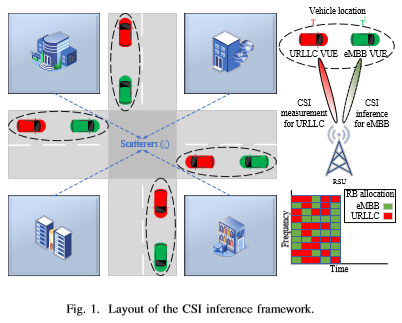 Vehicle location
URLLC VUE
eMBB VUE
CSI
measurement
for URLLC
CSI
inference
for eMBB
Scatterers
RSU
RB allocation
eMBB
URLLC
Frequency
Time
Fig. 1. Layout of the CSI inference framework.